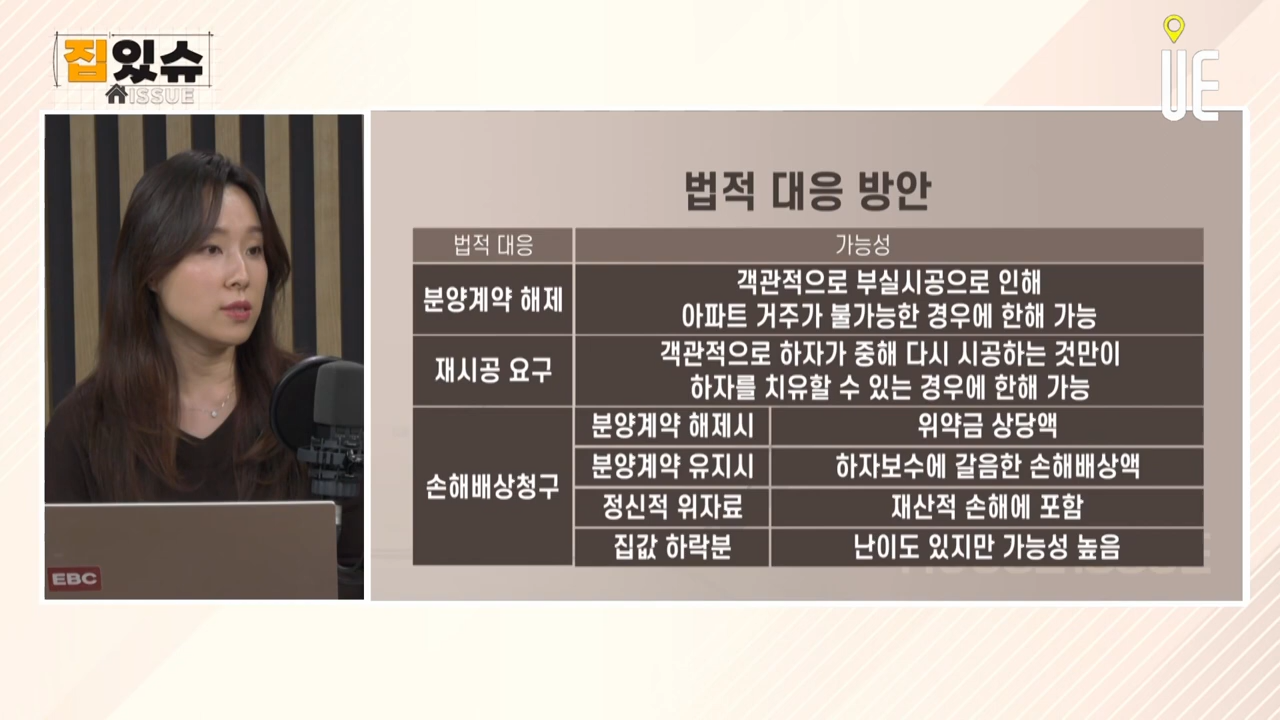 집있슈
ISSUE
UE
법적 대응 방안
법적 대응
가능성
분양계약 해제
객관적으로 부실시공으로 인해
아파트 거주가 불가능한 경우에 한해 가능
재시공 요구
객관적으로 하자가 중해 다시 시공하는 것만이
하자를 치유할 수 있는 경우에 한해 가능
손해배상청구
분양계약 해제시
위약금 상당액
분양계약 유지시
하자보수에 갈음한 손해배상액
정신적 위자료
재산적 손해에 포함
집값 하락분
난이도 있지만 가능성 높음
EBC